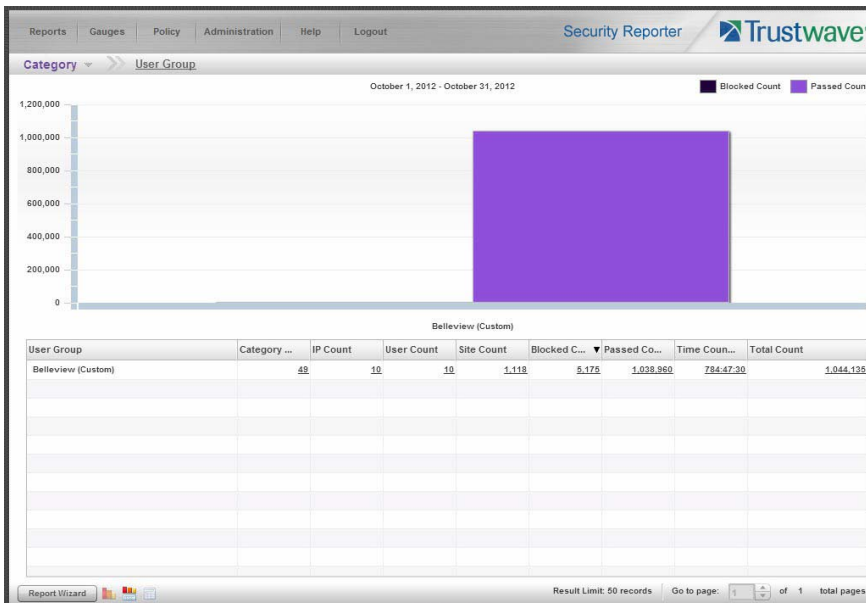 Reports Gauges Policy Administration Help Logout Security Reporter Trustwave
Category User Group
October 1, 2012 - October 31, 2012 Blocked Count Passed Coun
1,200,000
1,000,000
800,000
600,000
400,000
200,000
0
Belleview (Custom)
User Group Category ... IP Count User Count Site Count Blocked C... ▼ Passed Co... Time Coun... Total Count
Belleview (Custom) 49 10 10 1,118 5,175 1,038,960 784:47:30 1,044,135
Report Wizard Result Limit: 50 records Go to page: 1 of 1 total pages